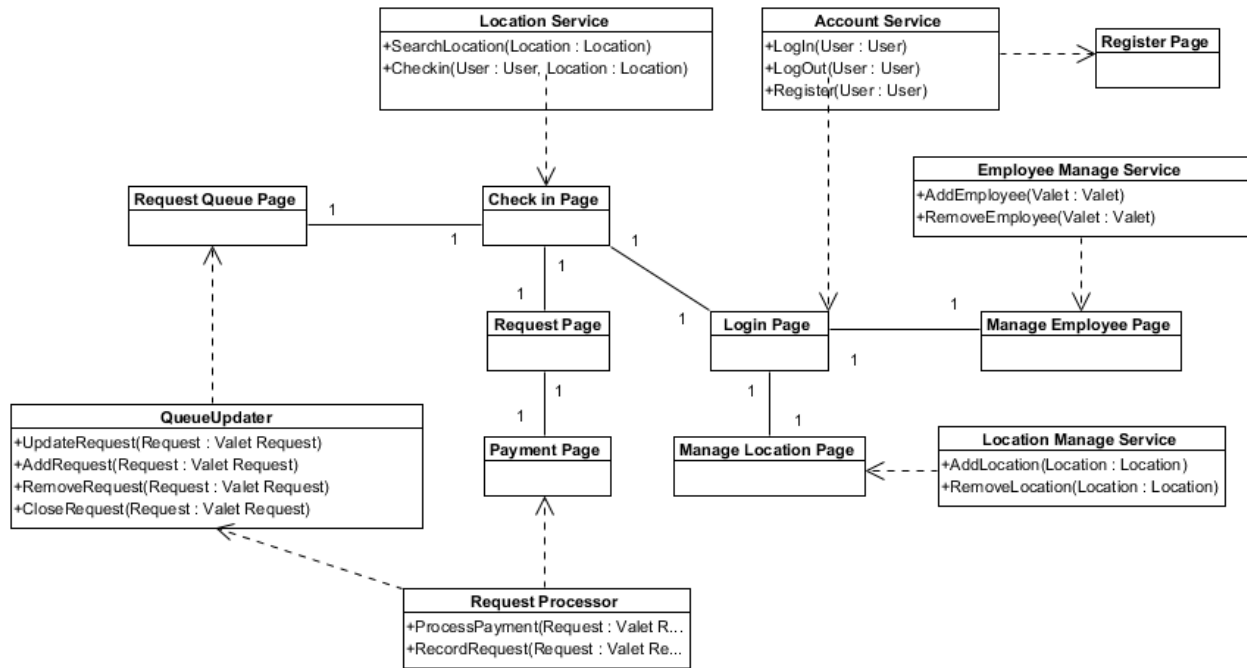 Location Service
+SearchLocation(Location : Location)
+Checkin(User : User, Location : Location)
Account Service
+LogIn(User : User)
+LogOut(User : User)
+Register(User : User)
Register Page
Employee Manage Service
+AddEmployee(Valet : Valet)
+RemoveEmployee(Valet : Valet)
Request Queue Page
1
1
Check in Page
1
1
1
1
Request Page
Login Page
1
1
Manage Employee Page
1
1
1
1
QueueUpdater
+UpdateRequest(Request : Valet Request)
+AddRequest(Request : Valet Request)
+RemoveRequest(Request : Valet Request)
+CloseRequest(Request : Valet Request)
Payment Page
Manage Location Page
Location Manage Service
+AddLocation(Location : Location)
+RemoveLocation(Location : Location)
Request Processor
+ProcessPayment(Request : Valet R...
+RecordRequest(Request : Valet Re...